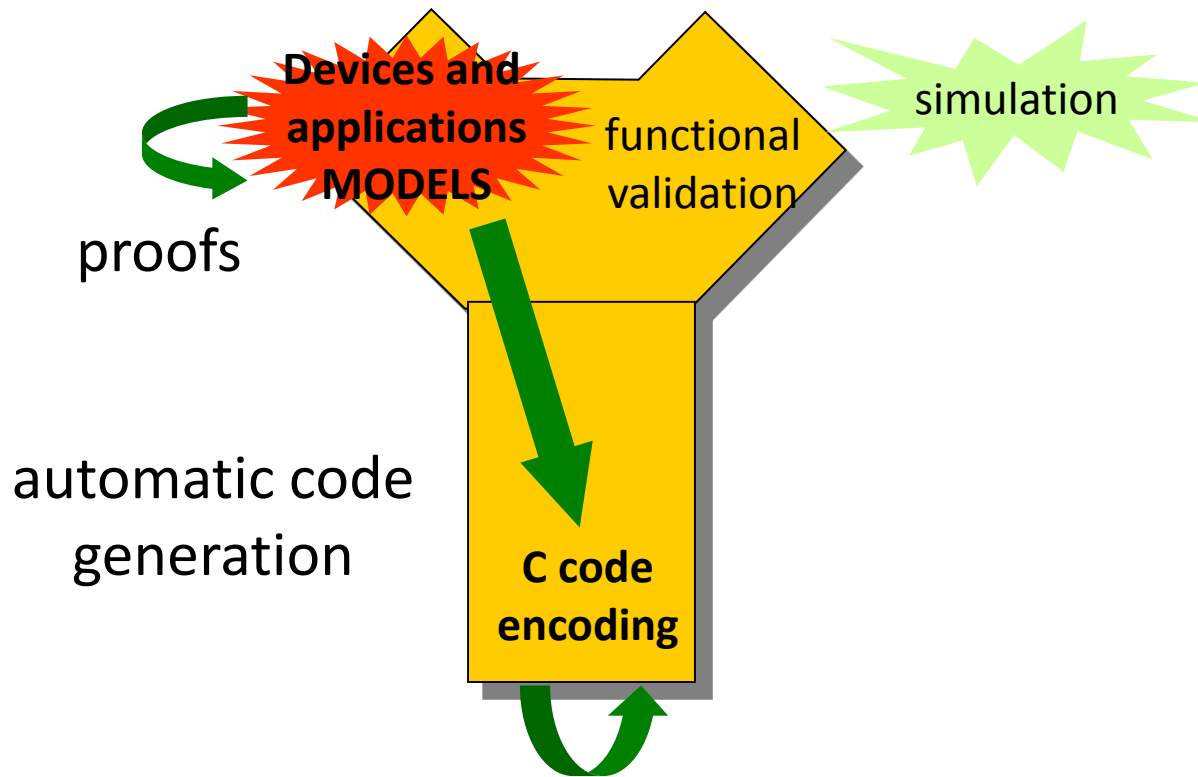 Devices and
applications
MODELS
simulation
functional
validation
proofs
automatic code
generation
C code
encoding